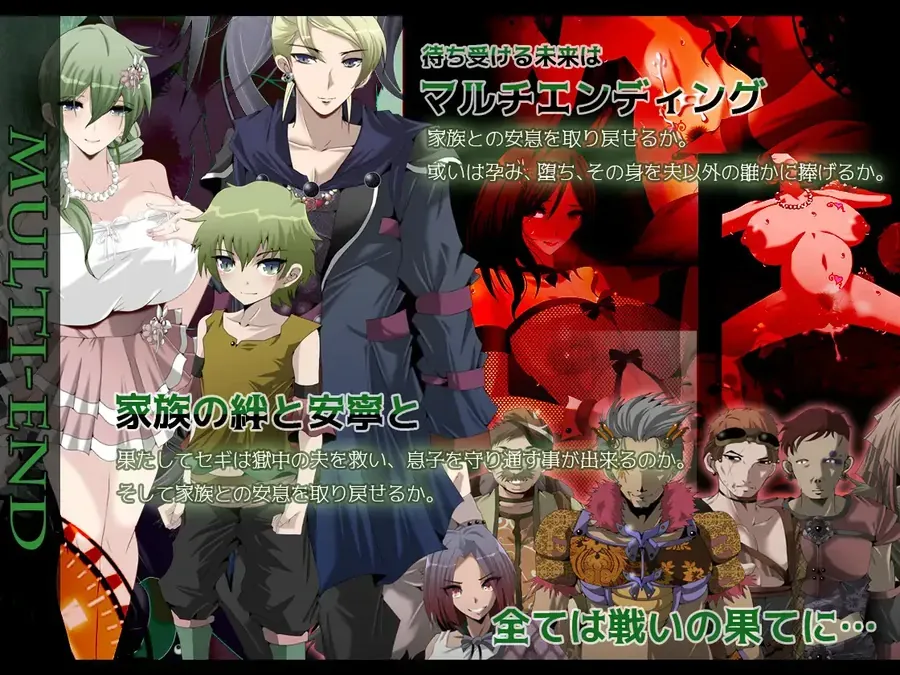 MULTI-END
待ち受ける未来は
マルチエンディング
家族との安息を取り戻せるか。
或いは孕み、堕ち、その身を夫以外の誰かに捧げるか。
家族の絆と安寧と
果たしてセギは獄中の夫を救い、息子を守り通す事が出来るのか。
そして家族との安息を取り戻せるか。
全ては戦いの果てに…